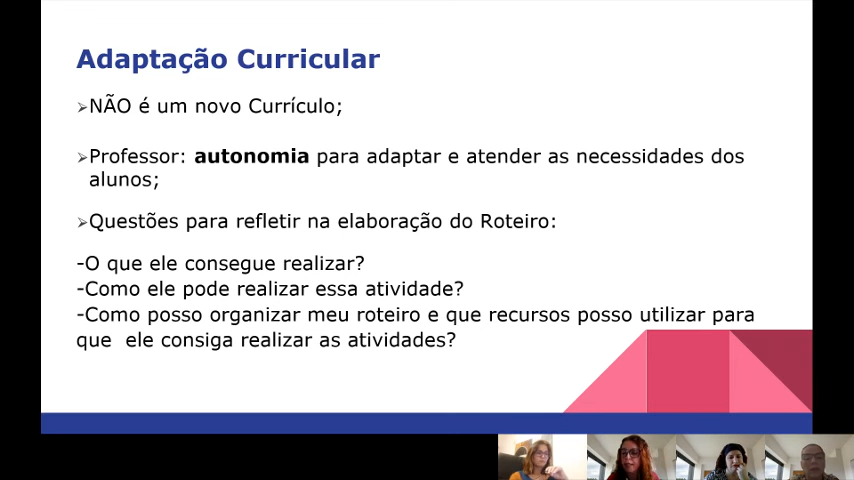 Adaptação Curricular
➢NÃO é um novo Currículo;
➢Professor: autonomia para adaptar e atender as necessidades dos
alunos;
➢Questões para refletir na elaboração do Roteiro:
-O que ele consegue realizar?
-Como ele pode realizar essa atividade?
-Como posso organizar meu roteiro e que recursos posso utilizar para
que  ele consiga realizar as atividades?